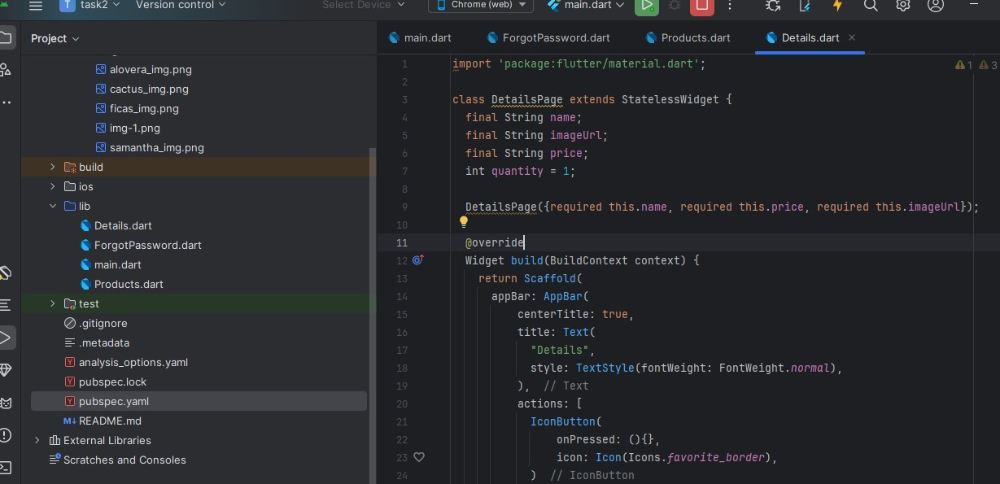 T task2 Version control Select Device Chrome (web) main.dart
Project
alovera_img.png
cactus_img.png
ficas_img.png
img-1.png
samantha_img.png
build
ios
lib
Details.dart
ForgotPassword.dart
main.dart
Products.dart
test
.gitignore
.metadata
Y analysis_options.yaml
Y pubspec.lock
Y pubspec.yaml
M↓ README.md
External Libraries
Scratches and Consoles
main.dart ForgotPassword.dart Products.dart Details.dart
1 import 'package:flutter/material.dart'; 1 3
2
3 class DetailsPage extends StatelessWidget {
4 final String name;
5 final String imageUrl;
6 final String price;
7 int quantity = 1;
8
9 DetailsPage({required this.name, required this.price, required this.imageUrl});
10
11 @override
12 Widget build(BuildContext context) {
13 return Scaffold(
14 appBar: AppBar(
15 centerTitle: true,
16 title: Text(
17 "Details",
18 style: TextStyle(fontWeight: FontWeight.normal),
19 ), // Text
20 actions: [
21 IconButton(
22 onPressed: (){},
23 icon: Icon(Icons.favorite_border),
24 ) // IconButton